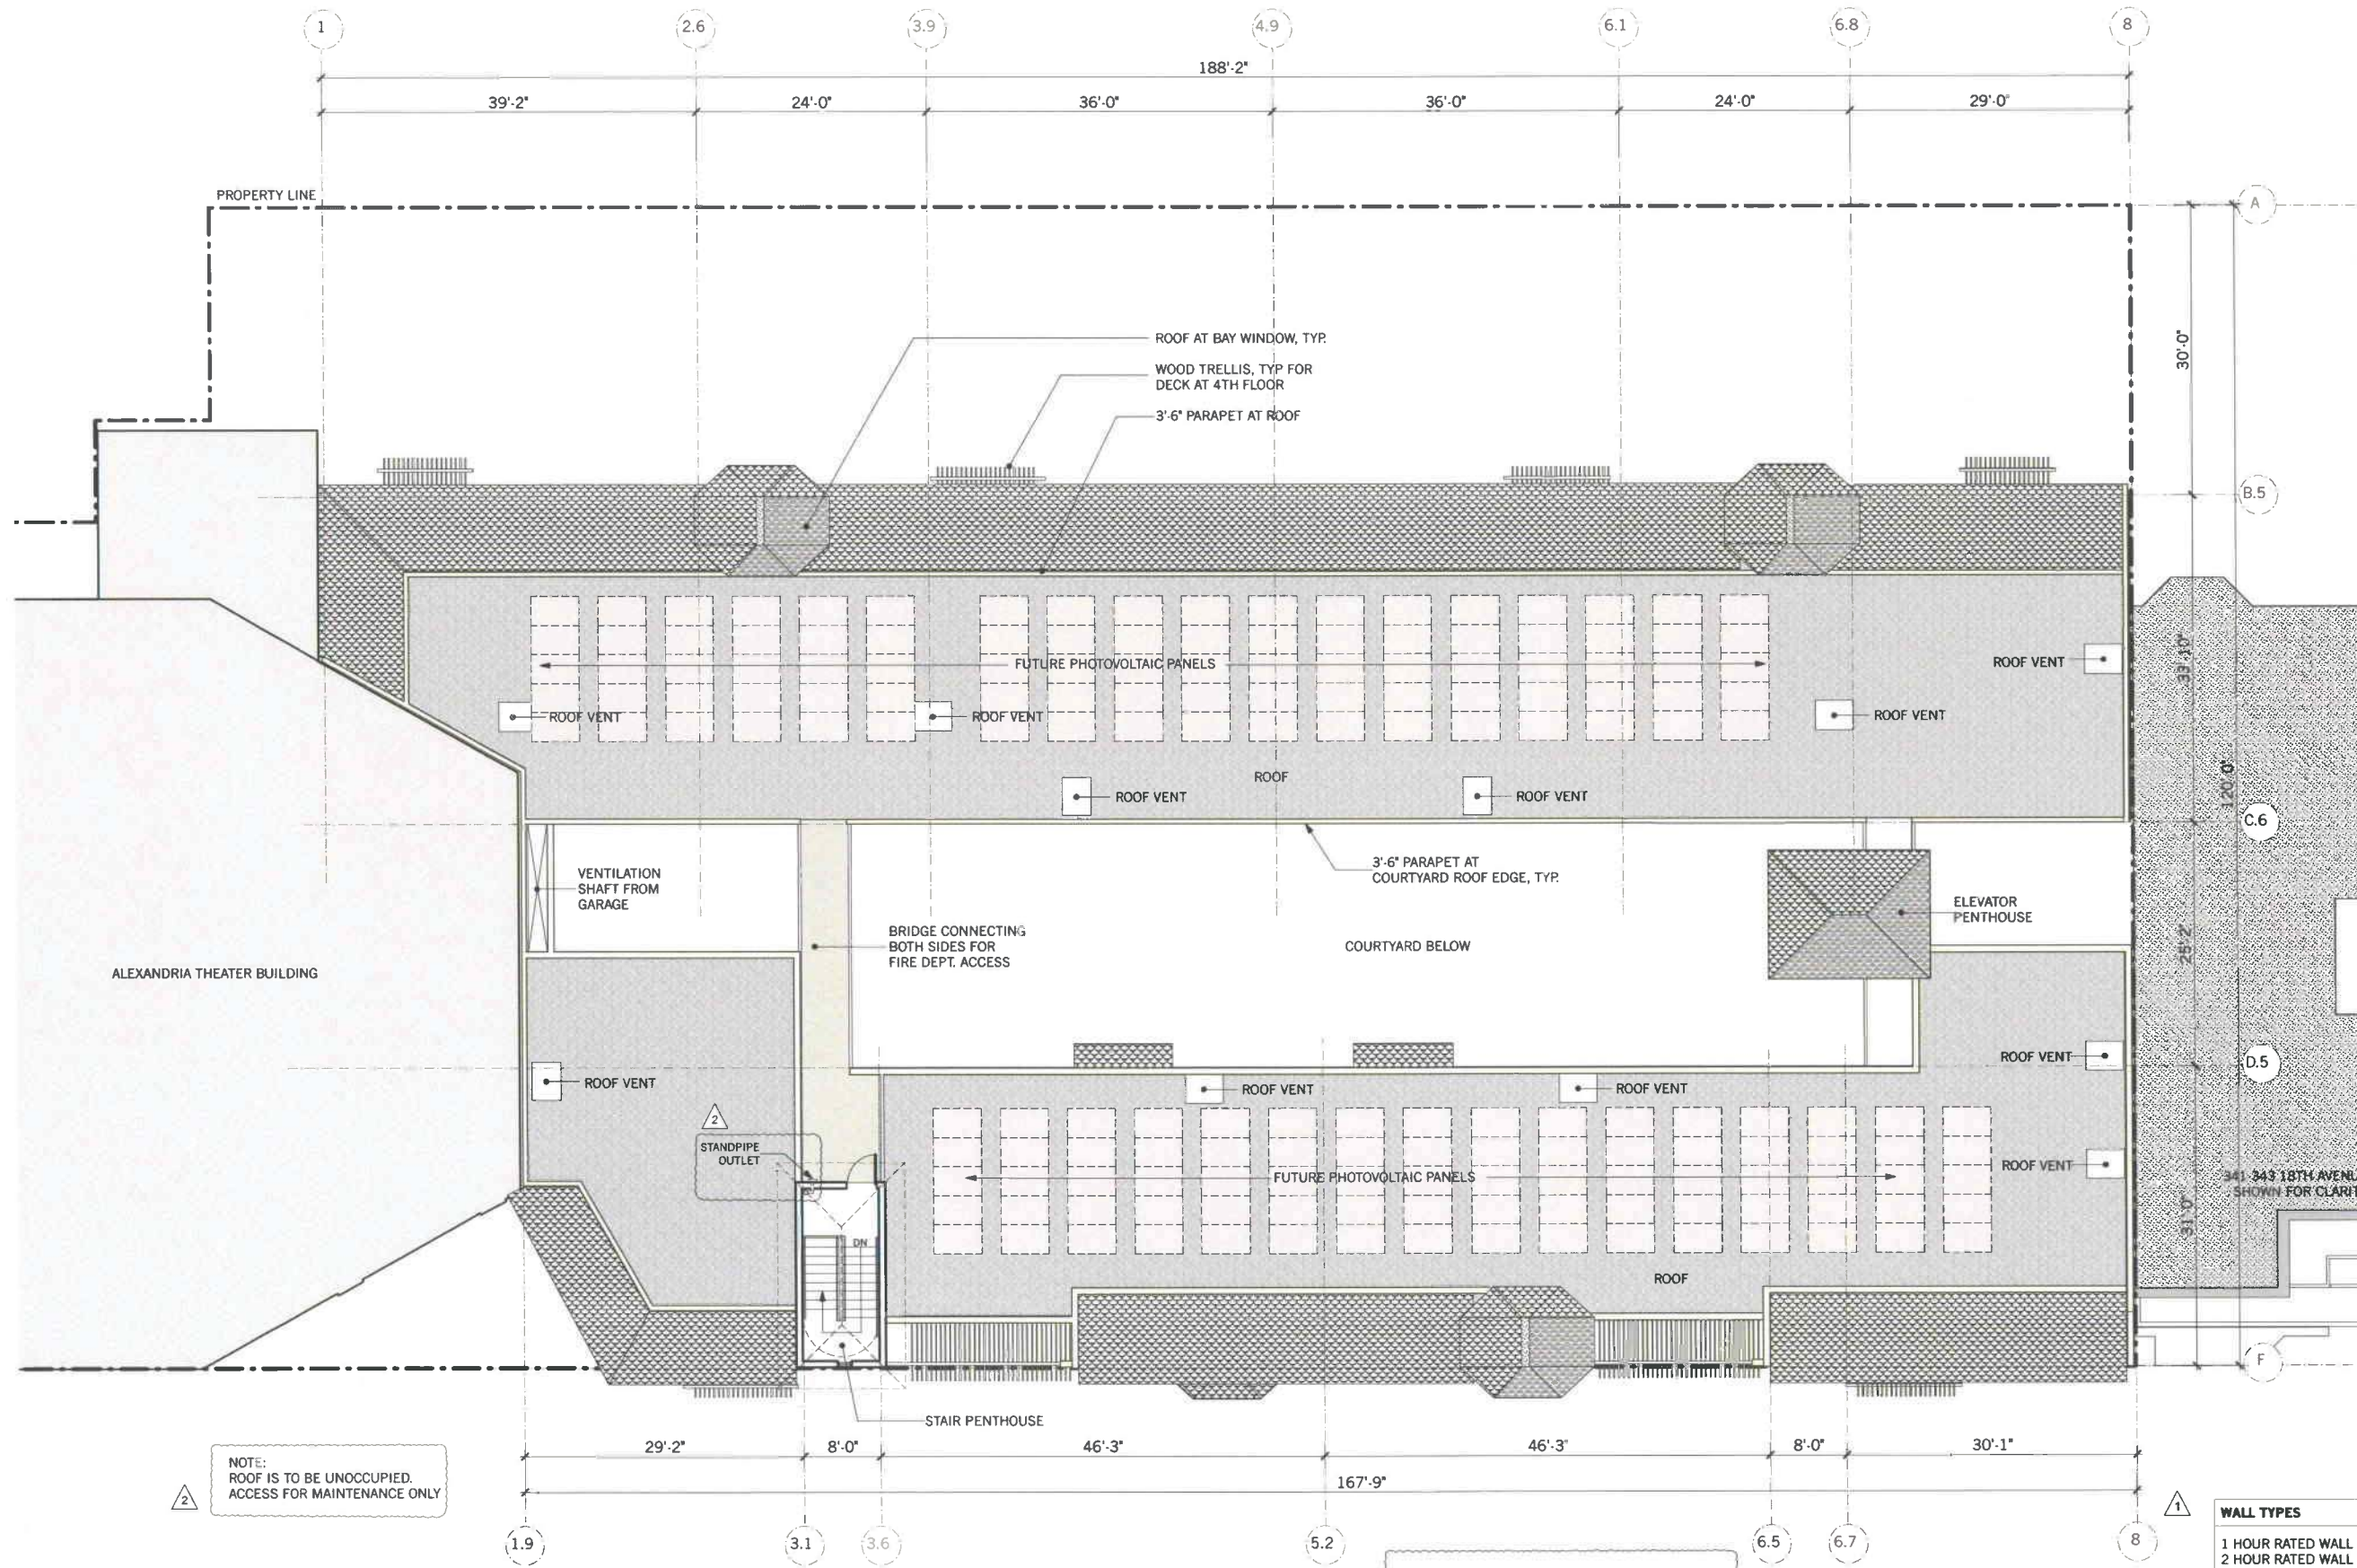 1
2.6
3.9
4.9
6.1
6.8
8
188'-2"
39'-2"
24'-0"
36'-0"
36'-0"
24'-0"
29'-0"
PROPERTY LINE
A
30'-0"
ROOF AT BAY WINDOW, TYP.
WOOD TRELLIS, TYP FOR
DECK AT 4TH FLOOR
3'-6" PARAPET AT ROOF
B.5
33'-10"
FUTURE PHOTOVOLTAIC PANELS
ROOF VENT
ROOF VENT
ROOF VENT
ROOF VENT
ROOF
ROOF VENT
ROOF VENT
120'-0"
C.6
VENTILATION
SHAFT FROM
GARAGE
3'-6" PARAPET AT
COURTYARD ROOF EDGE, TYP.
ELEVATOR
PENTHOUSE
BRIDGE CONNECTING
BOTH SIDES FOR
FIRE DEPT. ACCESS
COURTYARD BELOW
25'-2"
ALEXANDRIA THEATER BUILDING
ROOF VENT
D.5
ROOF VENT
ROOF VENT
ROOF VENT
2
STANDPIPE
OUTLET
FUTURE PHOTOVOLTAIC PANELS
ROOF VENT
341-343 18TH AVENU
SHOWN FOR CLARIT
31'-0"
DN
ROOF
F
STAIR PENTHOUSE
29'-2"
8'-0"
46'-3"
46'-3"
8'-0"
30'-1"
167'-9"
NOTE:
ROOF IS TO BE UNOCCUPIED.
ACCESS FOR MAINTENANCE ONLY
2
1
WALL TYPES
1 HOUR RATED WALL
2 HOUR RATED WALL
1.9
3.1
3.6
5.2
6.5
6.7
8